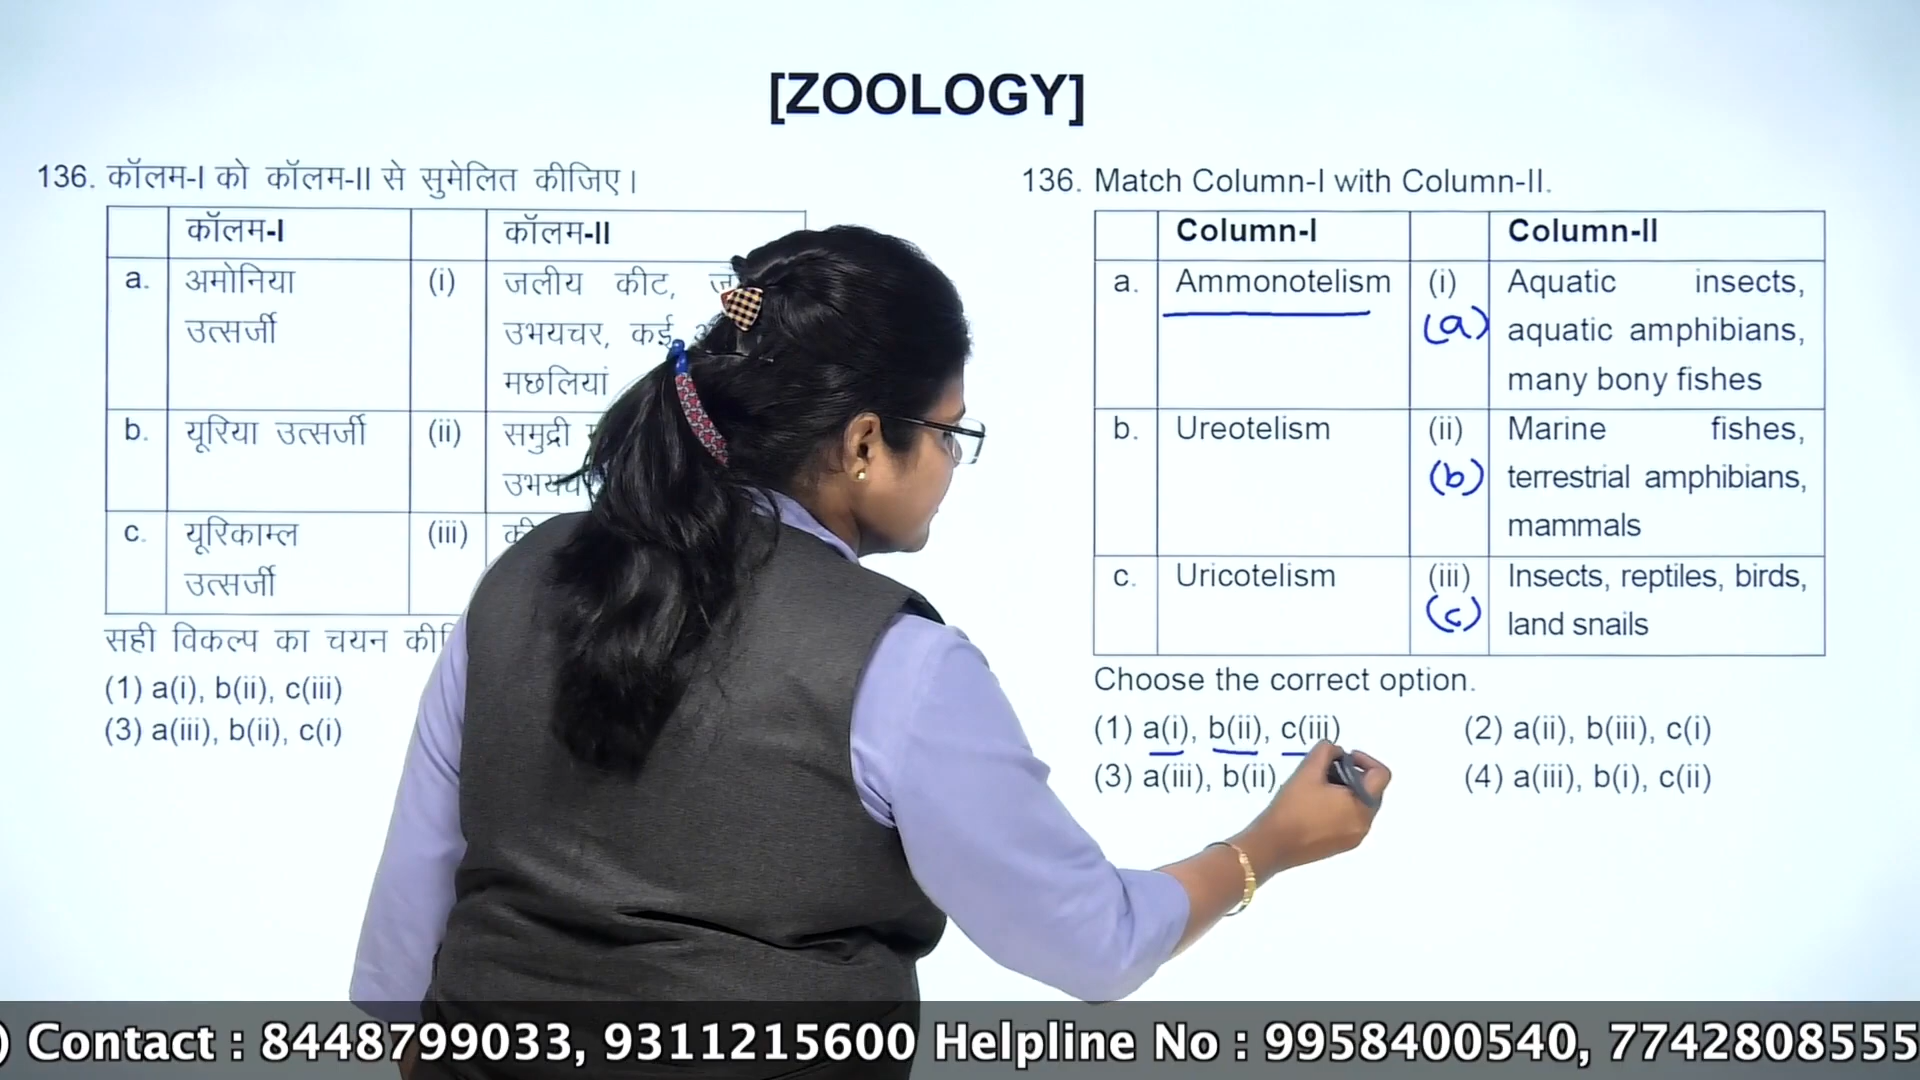 [ZOOLOGY]
136. कॉलम-I को कॉलम-II से सुमेलित कीजिए।
कॉलम-I कॉलम-II
a. अमोनिया (i) जलीय कीट,
उत्सर्जी उभयचर, कई
मछलियां
b. यूरिया उत्सर्जी (ii) समुद्री
c. यूरिकाम्ल (iii)
उत्सर्जी
सही विकल्प का चयन
(1) a(i), b(ii), c(iii)
(3) a(iii), b(ii), c(i)
136. Match Column-I with Column-II.
Column-I Column-II
a. Ammonotelism (i) Aquatic insects,
(a) aquatic amphibians,
many bony fishes
b. Ureotelism (ii) Marine fishes,
(b) terrestrial amphibians,
mammals
c. Uricotelism (iii) Insects, reptiles, birds,
(c) land snails
Choose the correct option.
(1) a(i), b(ii), c(iii) (2) a(ii), b(iii), c(i)
(3) a(iii), b(ii), (4) a(iii), b(i), c(ii)
) Contact : 8448799033, 9311215600 Helpline No : 9958400540, 7742808555